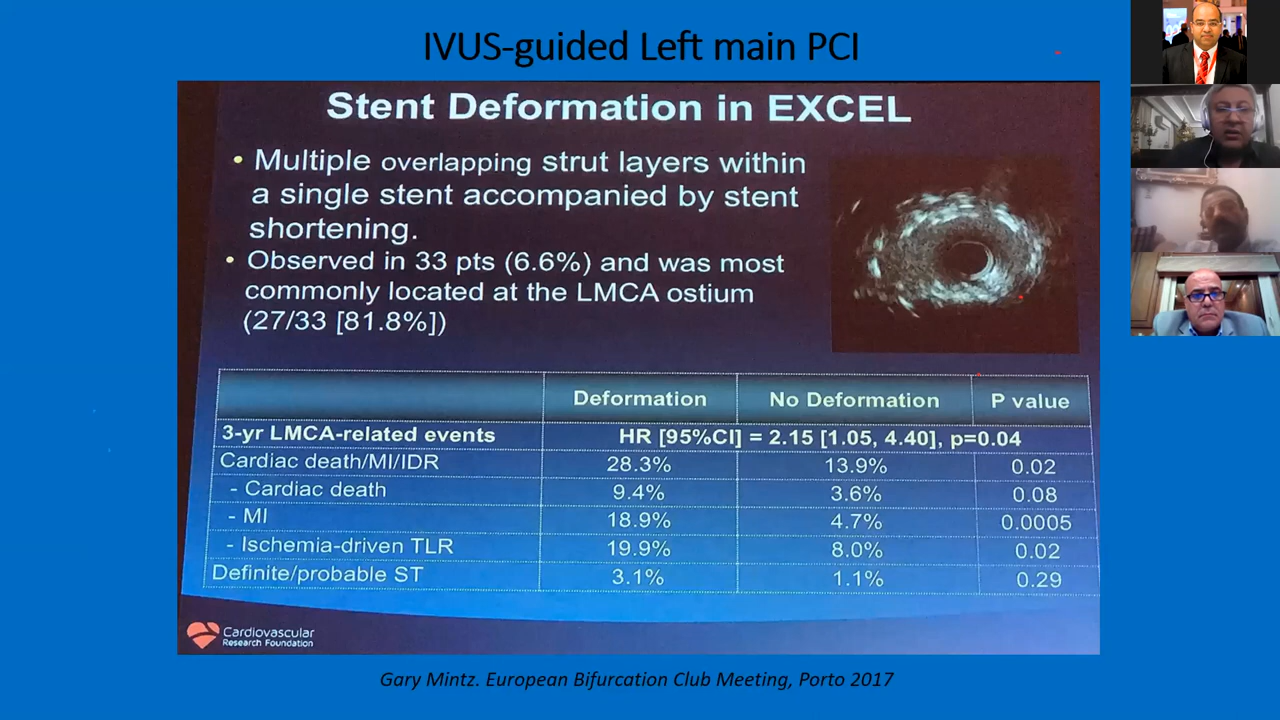 IVUS-guided Left main PCI
Stent Deformation in EXCEL
• Multiple overlapping strut layers within
a single stent accompanied by stent
shortening.
• Observed in 33 pts (6.6%) and was most
commonly located at the LMCA ostium
(27/33 [81.8%])
Deformation No Deformation P value
3-yr LMCA-related events HR [95%CI] = 2.15 [1.05, 4.40], p=0.04
Cardiac death/MI/IDR 28.3% 13.9% 0.02
- Cardiac death 9.4% 3.6% 0.08
- MI 18.9% 4.7% 0.0005
- Ischemia-driven TLR 19.9% 8.0% 0.02
Definite/probable ST 3.1% 1.1% 0.29
Cardiovascular
Research Foundation
Gary Mintz. European Bifurcation Club Meeting, Porto 2017